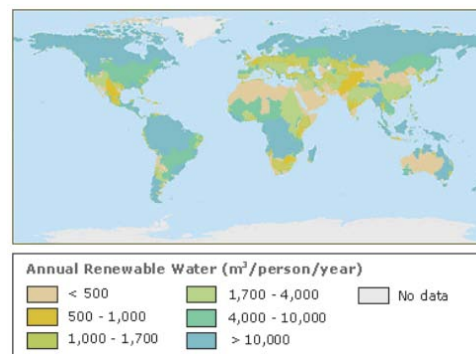 Annual Renewable Water (m³/person/year)
< 500
1,700 - 4,000
No data
500 - 1,000
4,000 - 10,000
1,000 - 1,700
> 10,000